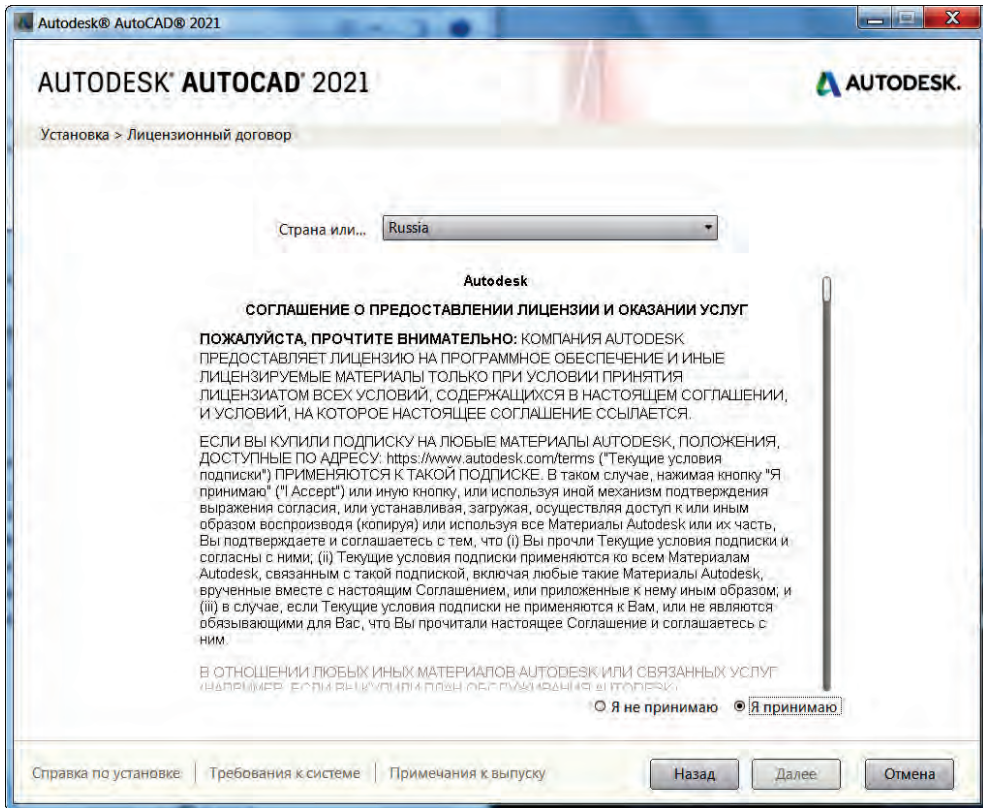 Autodesk® AutoCAD® 2021
AUTODESK® AUTOCAD® 2021
AUTODESK.
Установка > Лицензионный договор
Страна или... Russia
Autodesk
СОГЛАШЕНИЕ О ПРЕДОСТАВЛЕНИИ ЛИЦЕНЗИИ И ОКАЗАНИИ УСЛУГ
ПОЖАЛУЙСТА, ПРОЧТИТЕ ВНИМАТЕЛЬНО: КОМПАНИЯ AUTODESK
ПРЕДОСТАВЛЯЕТ ЛИЦЕНЗИЮ НА ПРОГРАММНОЕ ОБЕСПЕЧЕНИЕ И ИНЫЕ
ЛИЦЕНЗИРУЕМЫЕ МАТЕРИАЛЫ ТОЛЬКО ПРИ УСЛОВИИ ПРИНЯТИЯ
ЛИЦЕНЗИАТОМ ВСЕХ УСЛОВИЙ, СОДЕРЖАЩИХСЯ В НАСТОЯЩЕМ СОГЛАШЕНИИ,
И УСЛОВИЙ, НА КОТОРОЕ НАСТОЯЩЕЕ СОГЛАШЕНИЕ ССЫЛАЕТСЯ.
ЕСЛИ ВЫ КУПИЛИ ПОДПИСКУ НА ЛЮБЫЕ МАТЕРИАЛЫ AUTODESK, ПОЛОЖЕНИЯ,
ДОСТУПНЫЕ ПО АДРЕСУ: https://www.autodesk.com/terms ("Текущие условия
подписки") ПРИМЕНЯЮТСЯ К ТАКОЙ ПОДПИСКЕ. В таком случае, нажимая кнопку "Я
принимаю" ("I Accept") или иную кнопку, или используя иной механизм подтверждения
выражения согласия, или устанавливая, загружая, осуществляя доступ к или иным
образом воспроизводя (копируя) или используя все Материалы Autodesk или их часть,
Вы подтверждаете и соглашаетесь с тем, что (i) Вы прочли Текущие условия подписки и
согласны с ними; (ii) Текущие условия подписки применяются ко всем Материалам
Autodesk, связанным с такой подпиской, включая любые такие Материалы Autodesk,
врученные вместе с настоящим Соглашением, или приложенные к нему иным образом; и
(iii) в случае, если Текущие условия подписки не применяются к Вам, или не являются
обязывающими для Вас, что Вы прочитали настоящее Соглашение и соглашаетесь с
ним.
В ОТНОШЕНИИ ЛЮБЫХ ИНЫХ МАТЕРИАЛОВ AUTODESK ИЛИ СВЯЗАННЫХ УСЛУГ
(НАПРИМЕР, ЕСЛИ ВЫ КУПИЛИ ПЛАН ОБСЛУЖИВАНИЯ AUTODESK)
Я не принимаю Я принимаю
Справка по установке Требования к системе Примечания к выпуску Назад Далее Отмена